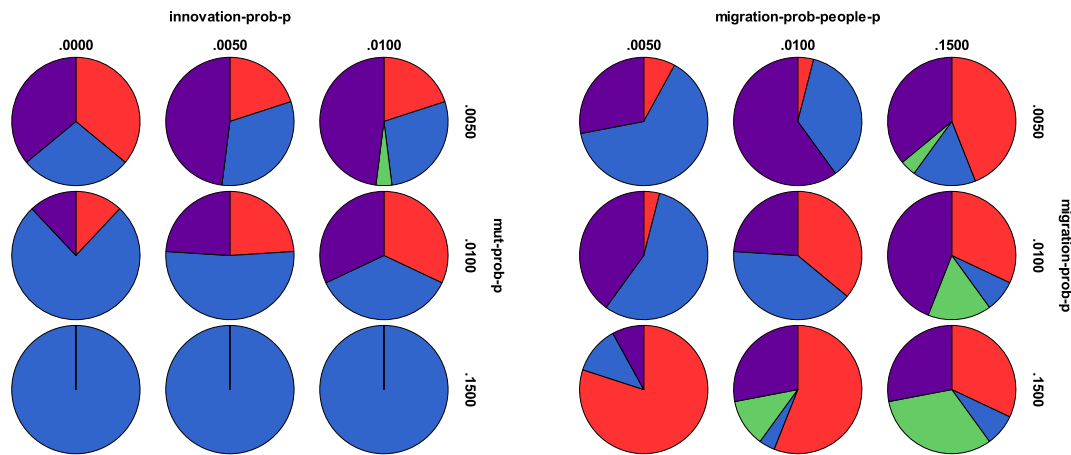 innovation-prob-p
.0000 .0050 .0100
.0050
.0100
.1500
mut-prob-p
migration-prob-people-p
.0050 .0100 .1500
.0050
.0100
.1500
migration-prob-p